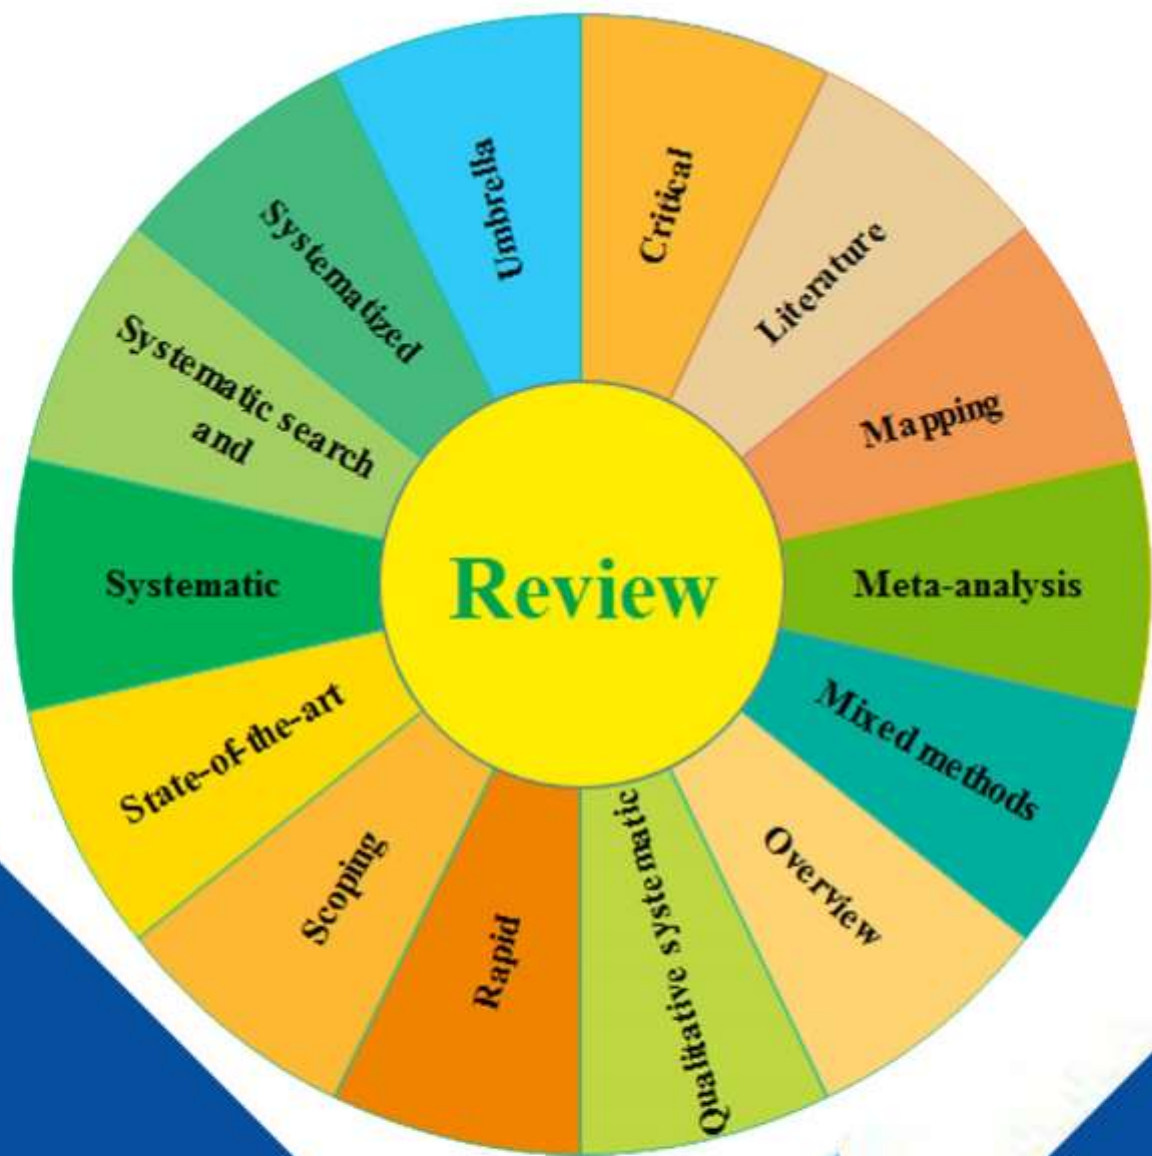 Review
Critical
Literature
Mapping
Meta-analysis
Mixed methods
Overview
Qualitative systematic
Rapid
Scoping
State-of-the-art
Systematic
Systematic search
and
Systematized
Umbrella